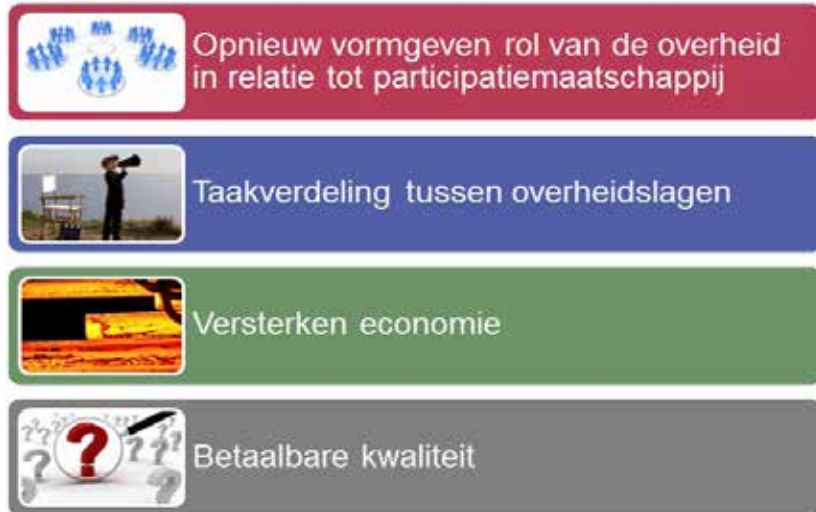 Opnieuw vormgeven rol van de overheid
in relatie tot participatiemaatschappij
Taakverdeling tussen overheidslagen
Versterken economie
Betaalbare kwaliteit